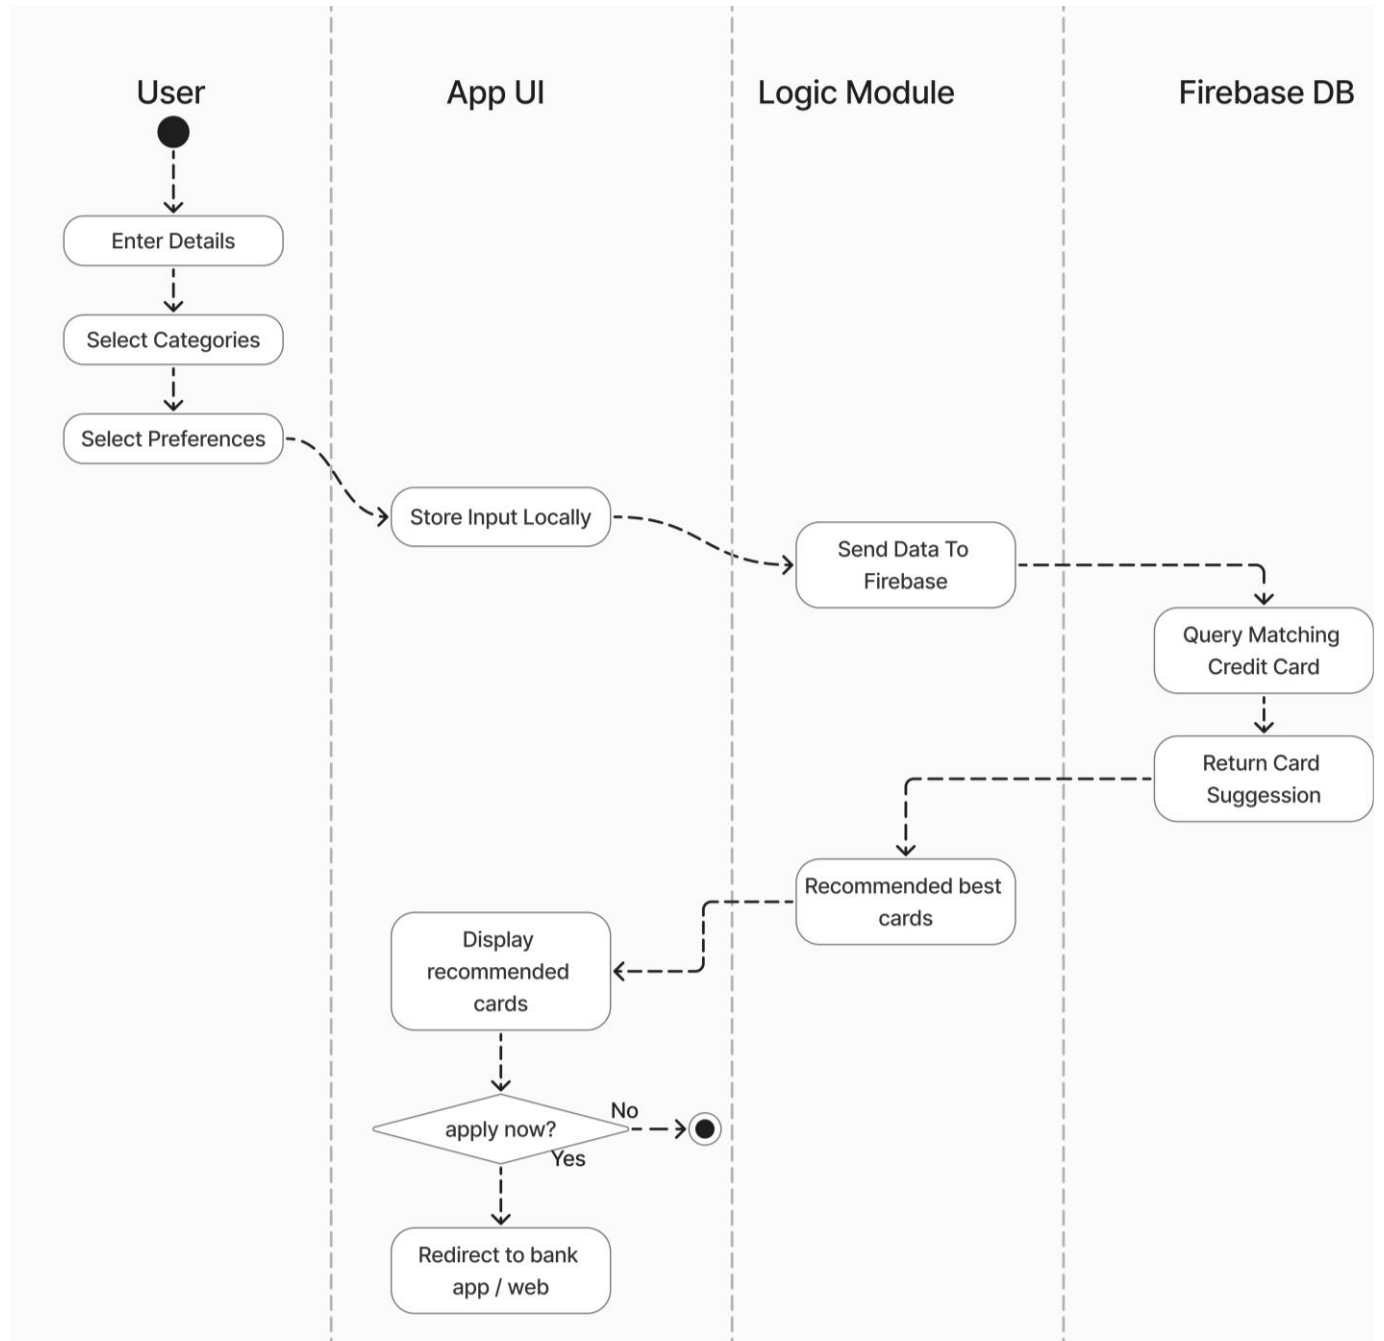 User
App UI
Logic Module
Firebase DB
Enter Details
Select Categories
Select Preferences
Store Input Locally
Send Data To
Firebase
Query Matching
Credit Card
Return Card
Suggession
Recommended best
cards
Display
recommended
cards
apply now?
No
Yes
Redirect to bank
app / web